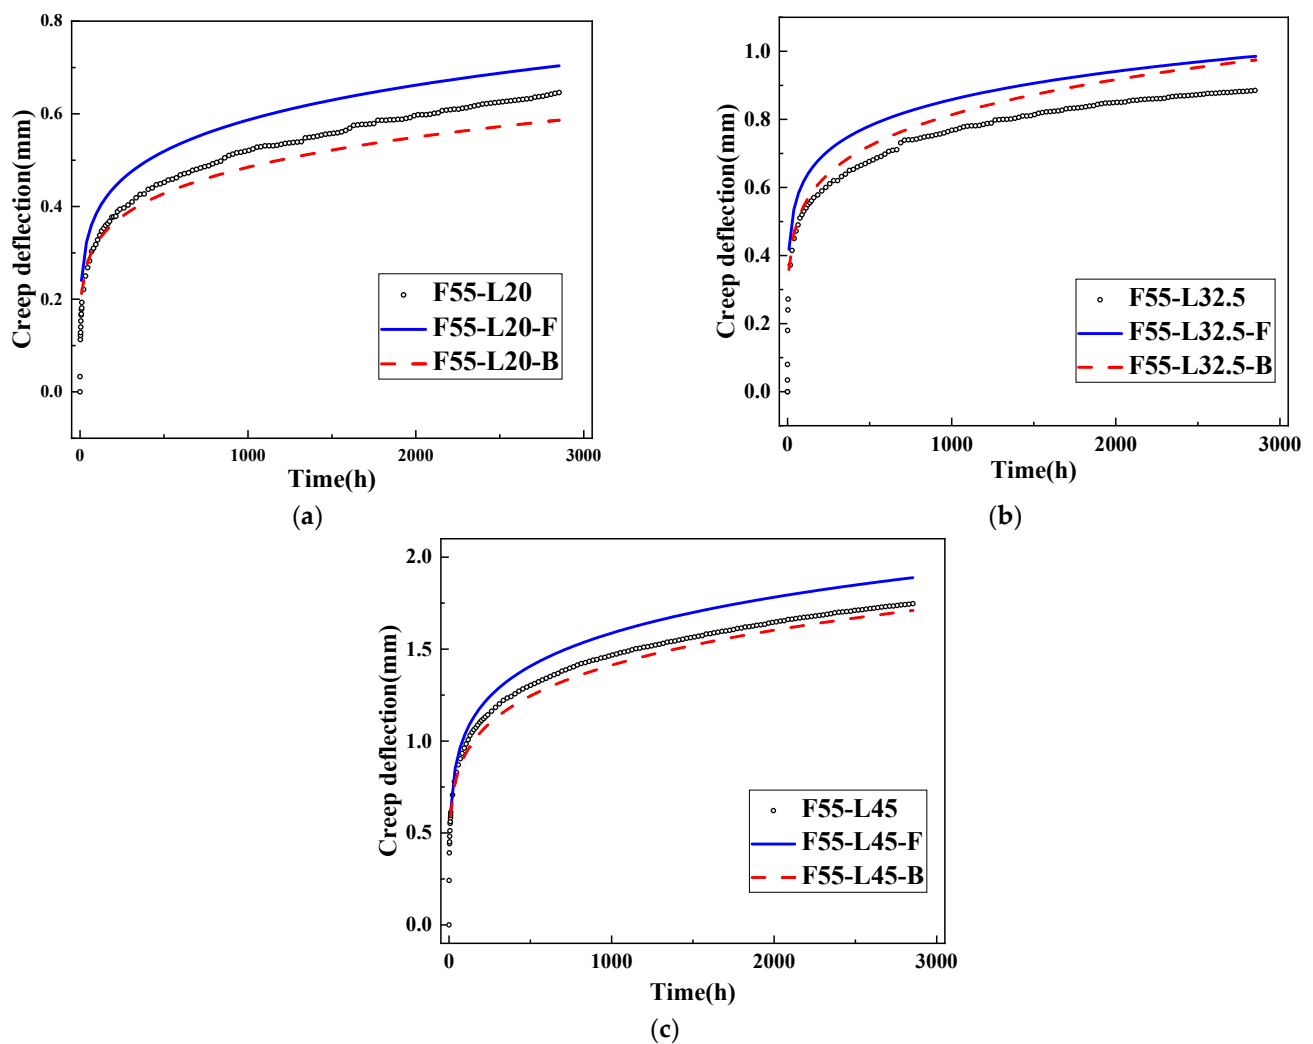 0.8
0.6
0.4
0.2
0.0
Creep deflection(mm)
F55-L20
F55-L20-F
F55-L20-B
0 1000 2000 3000
Time(h)
(a)
1.0
0.8
0.6
0.4
0.2
0.0
Creep deflection(mm)
F55-L32.5
F55-L32.5-F
F55-L32.5-B
0 1000 2000 3000
Time(h)
(b)
2.0
1.5
1.0
0.5
0.0
Creep deflection(mm)
F55-L45
F55-L45-F
F55-L45-B
0 1000 2000 3000
Time(h)
(c)